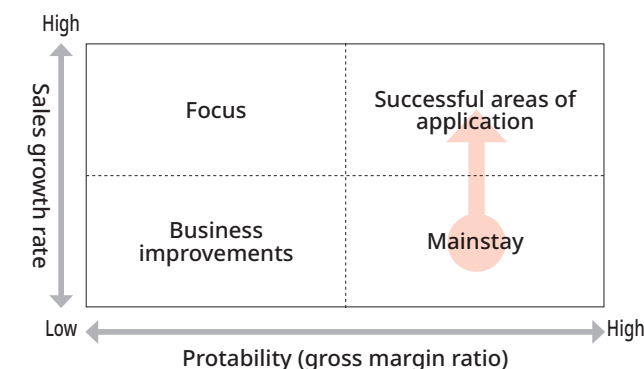 High
Sales growth rate
Focus
Successful areas of
application
Business
improvements
Mainstay
Low
High
Protability (gross margin ratio)